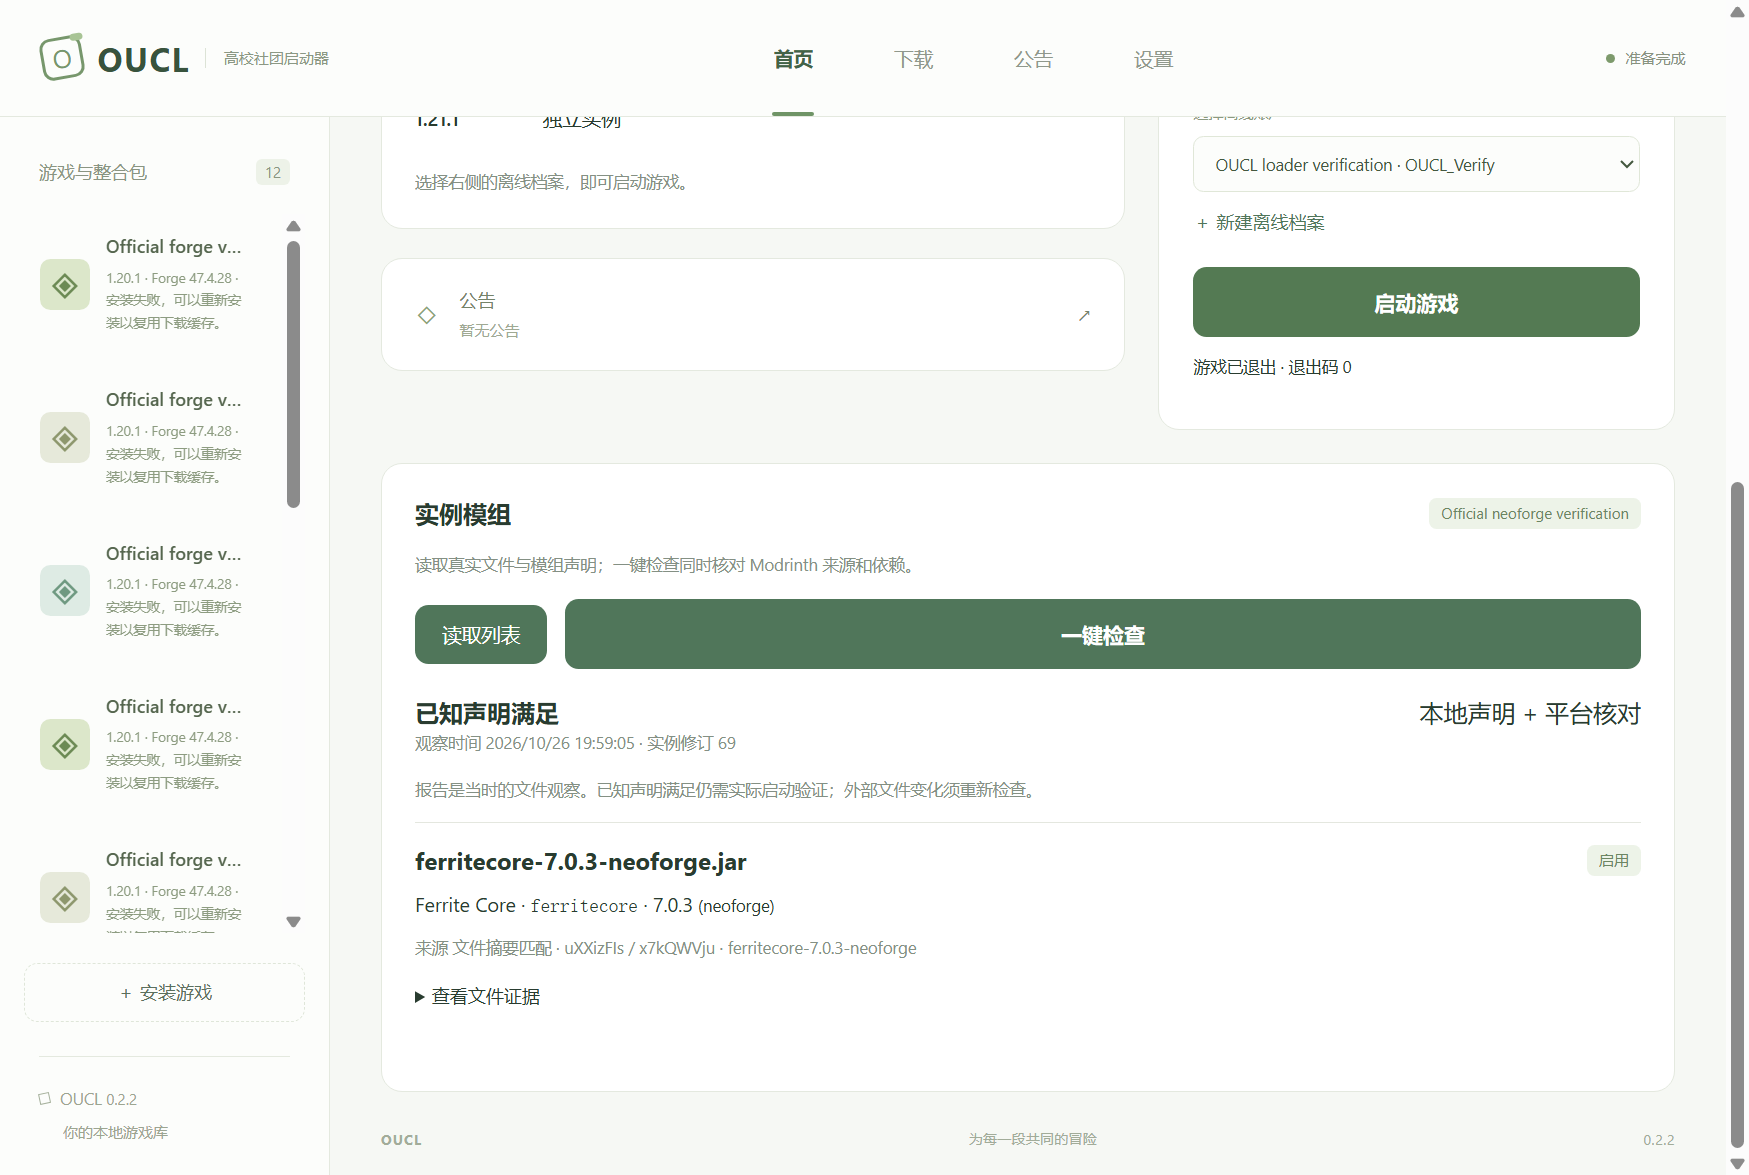 O OUCL 高校社团启动器
首页
下载
公告
设置
准备完成
游戏与整合包
12
Official forge v...
1.20.1 · Forge 47.4.28 ·
安装失败，可以重新安
装以复用下载缓存。
Official forge v...
1.20.1 · Forge 47.4.28 ·
安装失败，可以重新安
装以复用下载缓存。
Official forge v...
1.20.1 · Forge 47.4.28 ·
安装失败，可以重新安
装以复用下载缓存。
Official forge v...
1.20.1 · Forge 47.4.28 ·
安装失败，可以重新安
装以复用下载缓存。
Official forge v...
1.20.1 · Forge 47.4.28 ·
安装失败，可以重新安
+ 安装游戏
OUCL 0.2.2
你的本地游戏库
1.21.1 独立实例
选择右侧的离线档案，即可启动游戏。
公告
暂无公告
↗
OUCL loader verification · OUCL_Verify
+ 新建离线档案
启动游戏
游戏已退出 · 退出码 0
实例模组
Official neoforge verification
读取真实文件与模组声明；一键检查同时核对 Modrinth 来源和依赖。
读取列表
一键检查
已知声明满足
本地声明 + 平台核对
观察时间 2026/10/26 19:59:05 · 实例修订 69
报告是当时的文件观察。已知声明满足仍需实际启动验证；外部文件变化须重新检查。
ferritecore-7.0.3-neoforge.jar
启用
Ferrite Core · ferritecore · 7.0.3 (neoforge)
来源 文件摘要匹配 · uXXizFIs / x7kQWVju · ferritecore-7.0.3-neoforge
▶ 查看文件证据
OUCL
为每一段共同的冒险
0.2.2